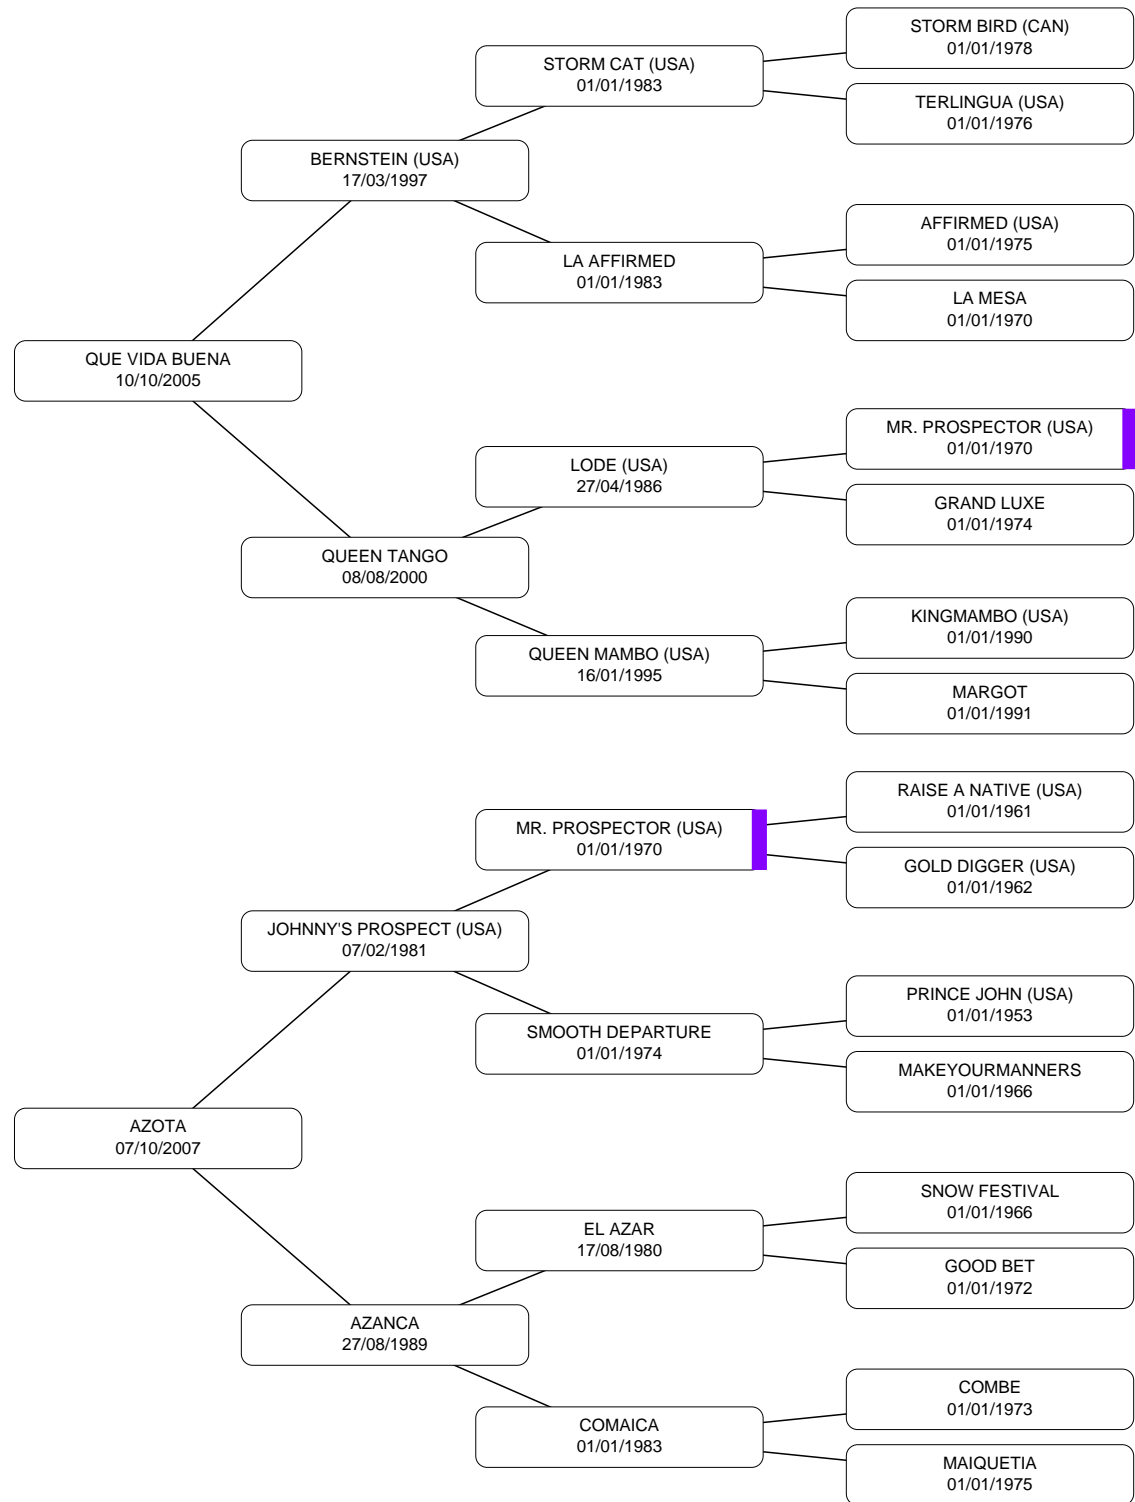 STORM BIRD (CAN)
01/01/1978
STORM CAT (USA)
01/01/1983
TERLINGUA (USA)
01/01/1976
BERNSTEIN (USA)
17/03/1997
AFFIRMED (USA)
01/01/1975
LA AFFIRMED
01/01/1983
LA MESA
01/01/1970
QUE VIDA BUENA
10/10/2005
MR. PROSPECTOR (USA)
01/01/1970
LODE (USA)
27/04/1986
GRAND LUXE
01/01/1974
QUEEN TANGO
08/08/2000
KINGMAMBO (USA)
01/01/1990
QUEEN MAMBO (USA)
16/01/1995
MARGOT
01/01/1991
RAISE A NATIVE (USA)
01/01/1961
MR. PROSPECTOR (USA)
01/01/1970
GOLD DIGGER (USA)
01/01/1962
JOHNNY'S PROSPECT (USA)
07/02/1981
PRINCE JOHN (USA)
01/01/1953
SMOOTH DEPARTURE
01/01/1974
MAKEYOURMANNERS
01/01/1966
AZOTA
07/10/2007
SNOW FESTIVAL
01/01/1966
EL AZAR
17/08/1980
GOOD BET
01/01/1972
AZANCA
27/08/1989
COMBE
01/01/1973
COMAICA
01/01/1983
MAIQUETIA
01/01/1975